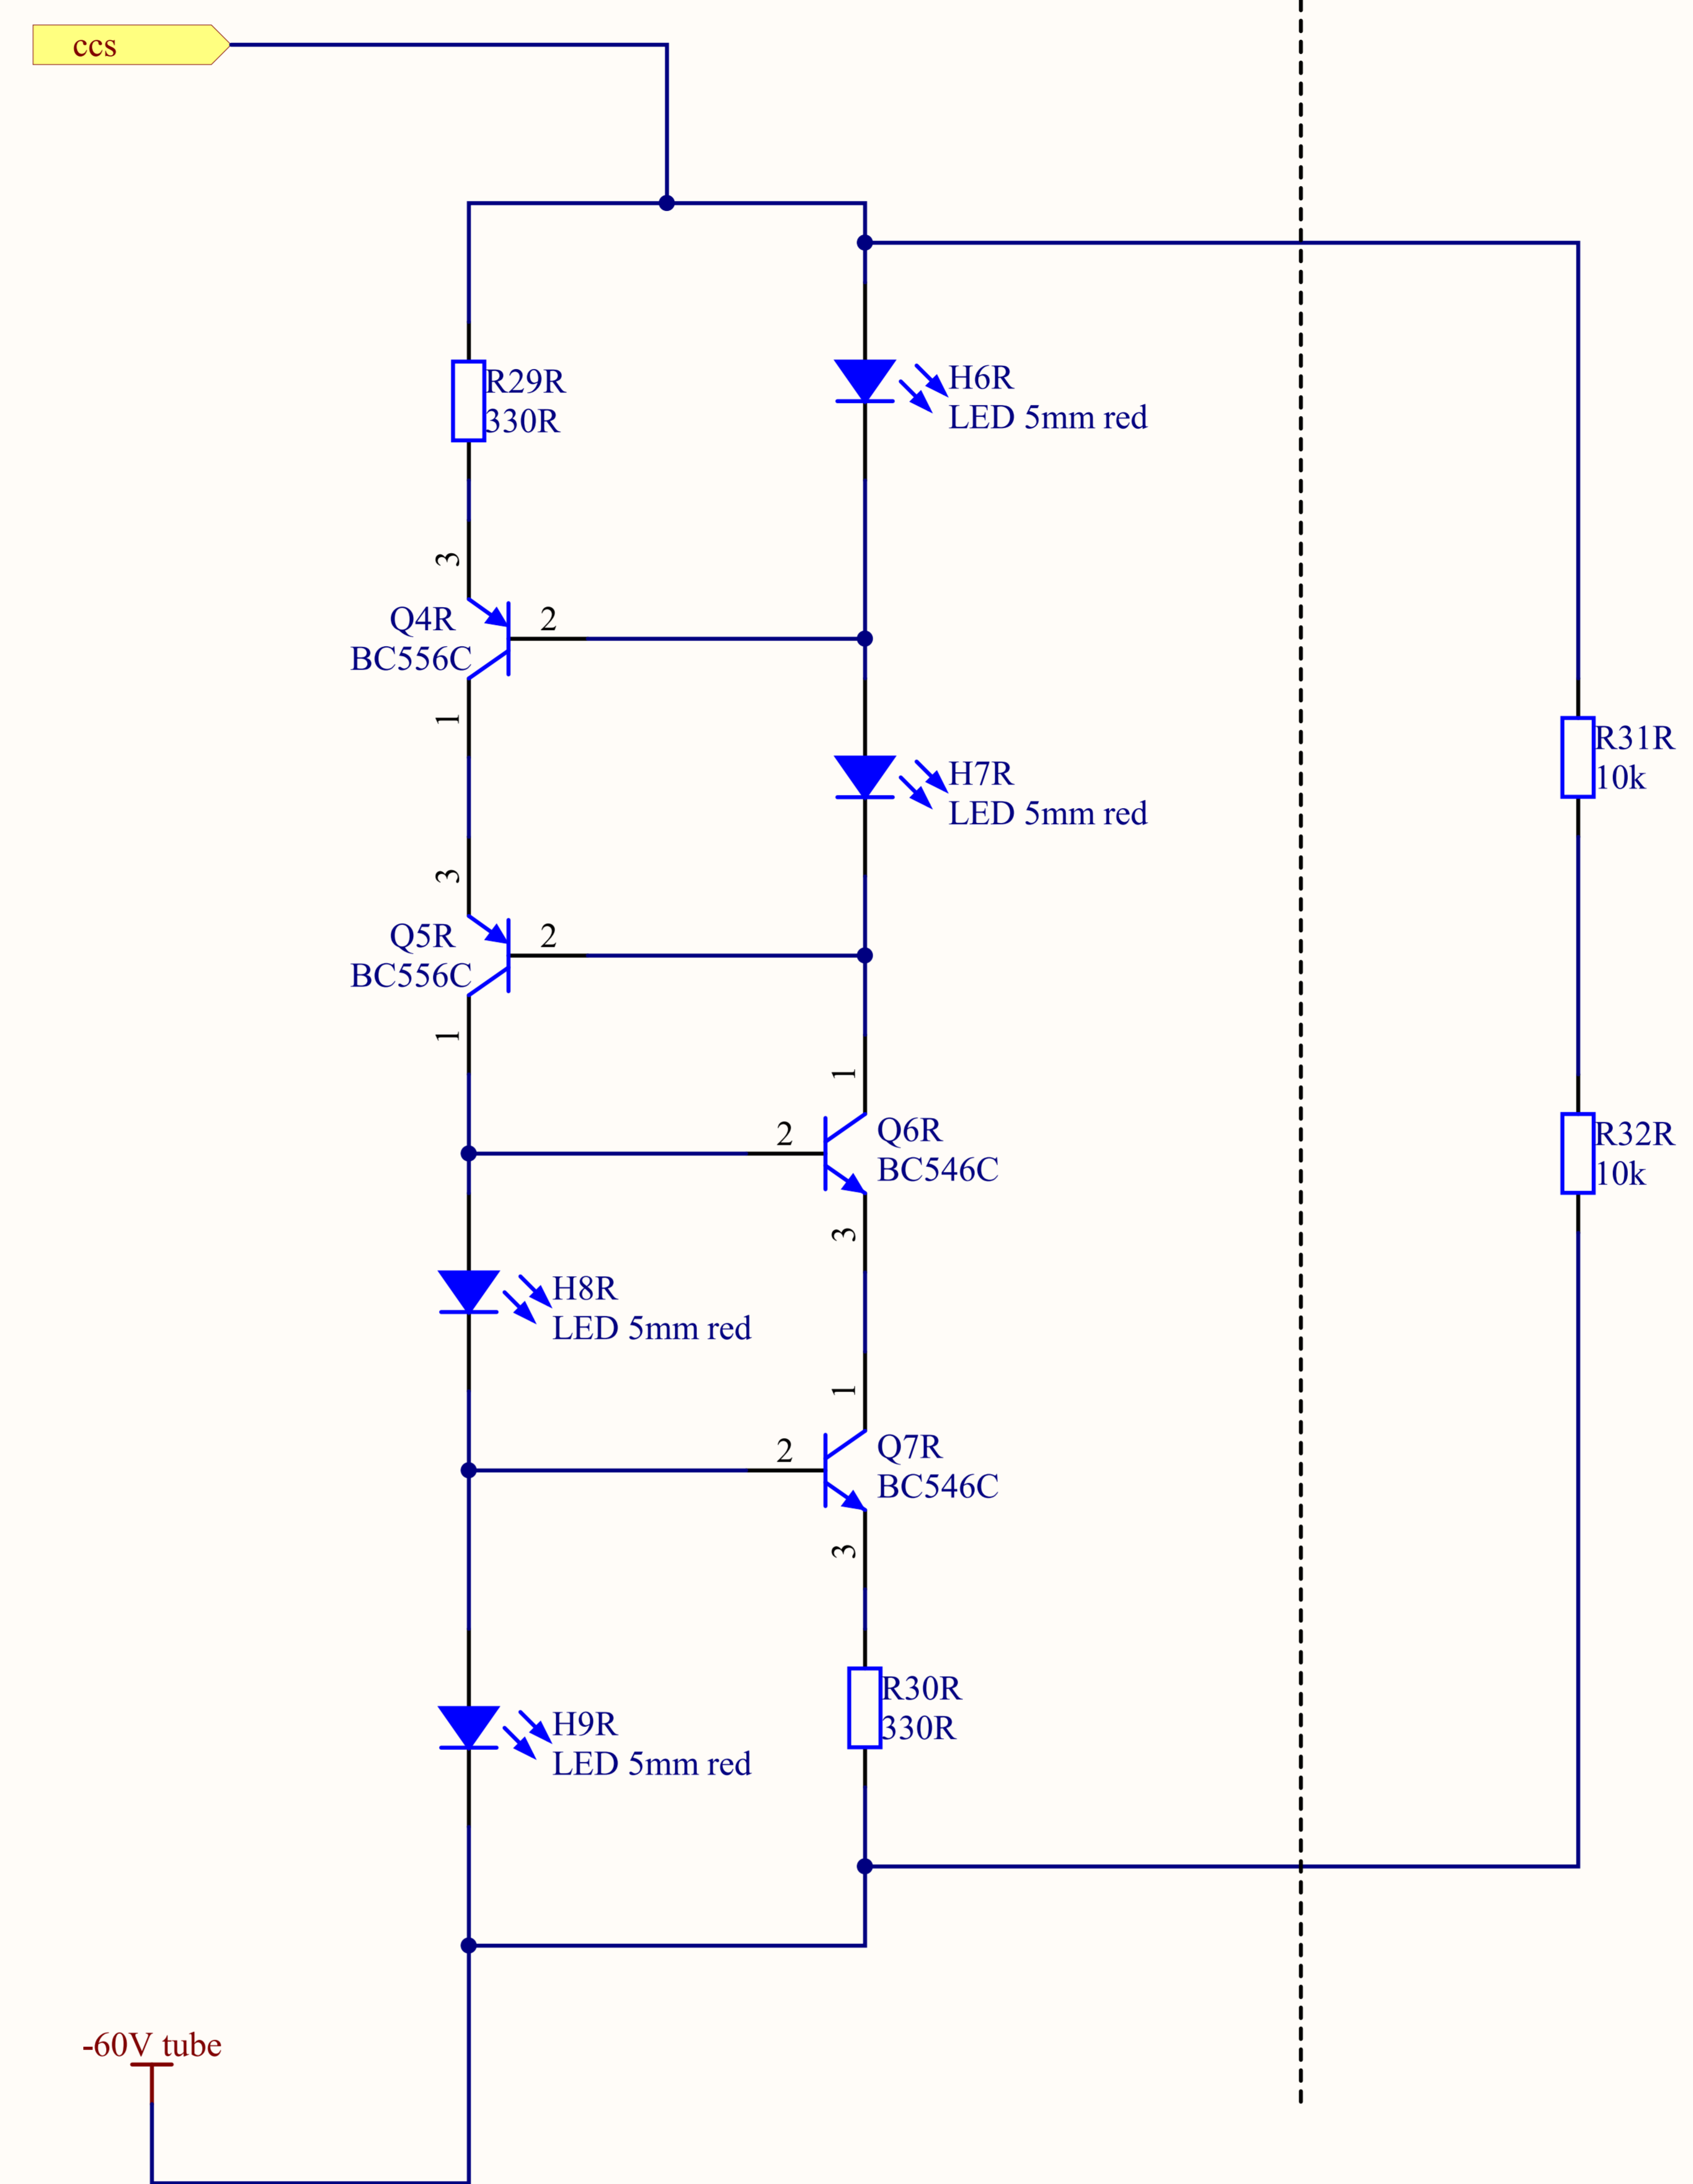 ccs
R29R
330R
H6R
LED 5mm red
3
Q4R
BC556C
2
1
H7R
LED 5mm red
R31R
10k
3
Q5R
BC556C
2
1
1
2
Q6R
BC546C
3
R32R
10k
H8R
LED 5mm red
1
2
Q7R
BC546C
3
H9R
LED 5mm red
R30R
330R
-60V tube